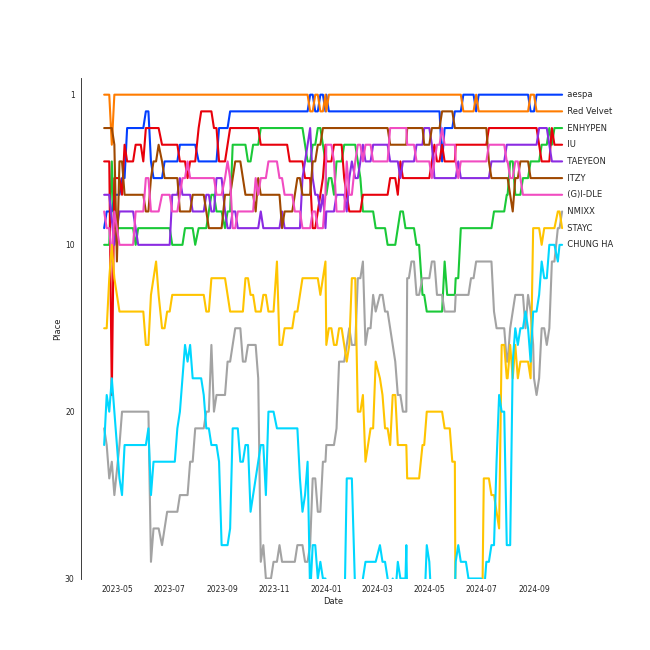 1
10
20
30
Place
2023-05
2023-07
2023-09
2023-11
2024-01
2024-03
2024-05
2024-07
2024-09
Date
aespa
Red Velvet
ENHYPEN
IU
TAEYEON
ITZY
(G)I-DLE
NMIXX
STAYC
CHUNG HA